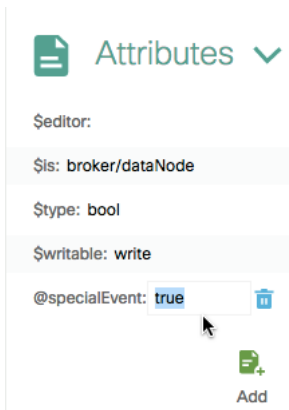 Attributes
$editor:
$is: broker/dataNode
$type: bool
$writable: write
@specialEvent: true
Add